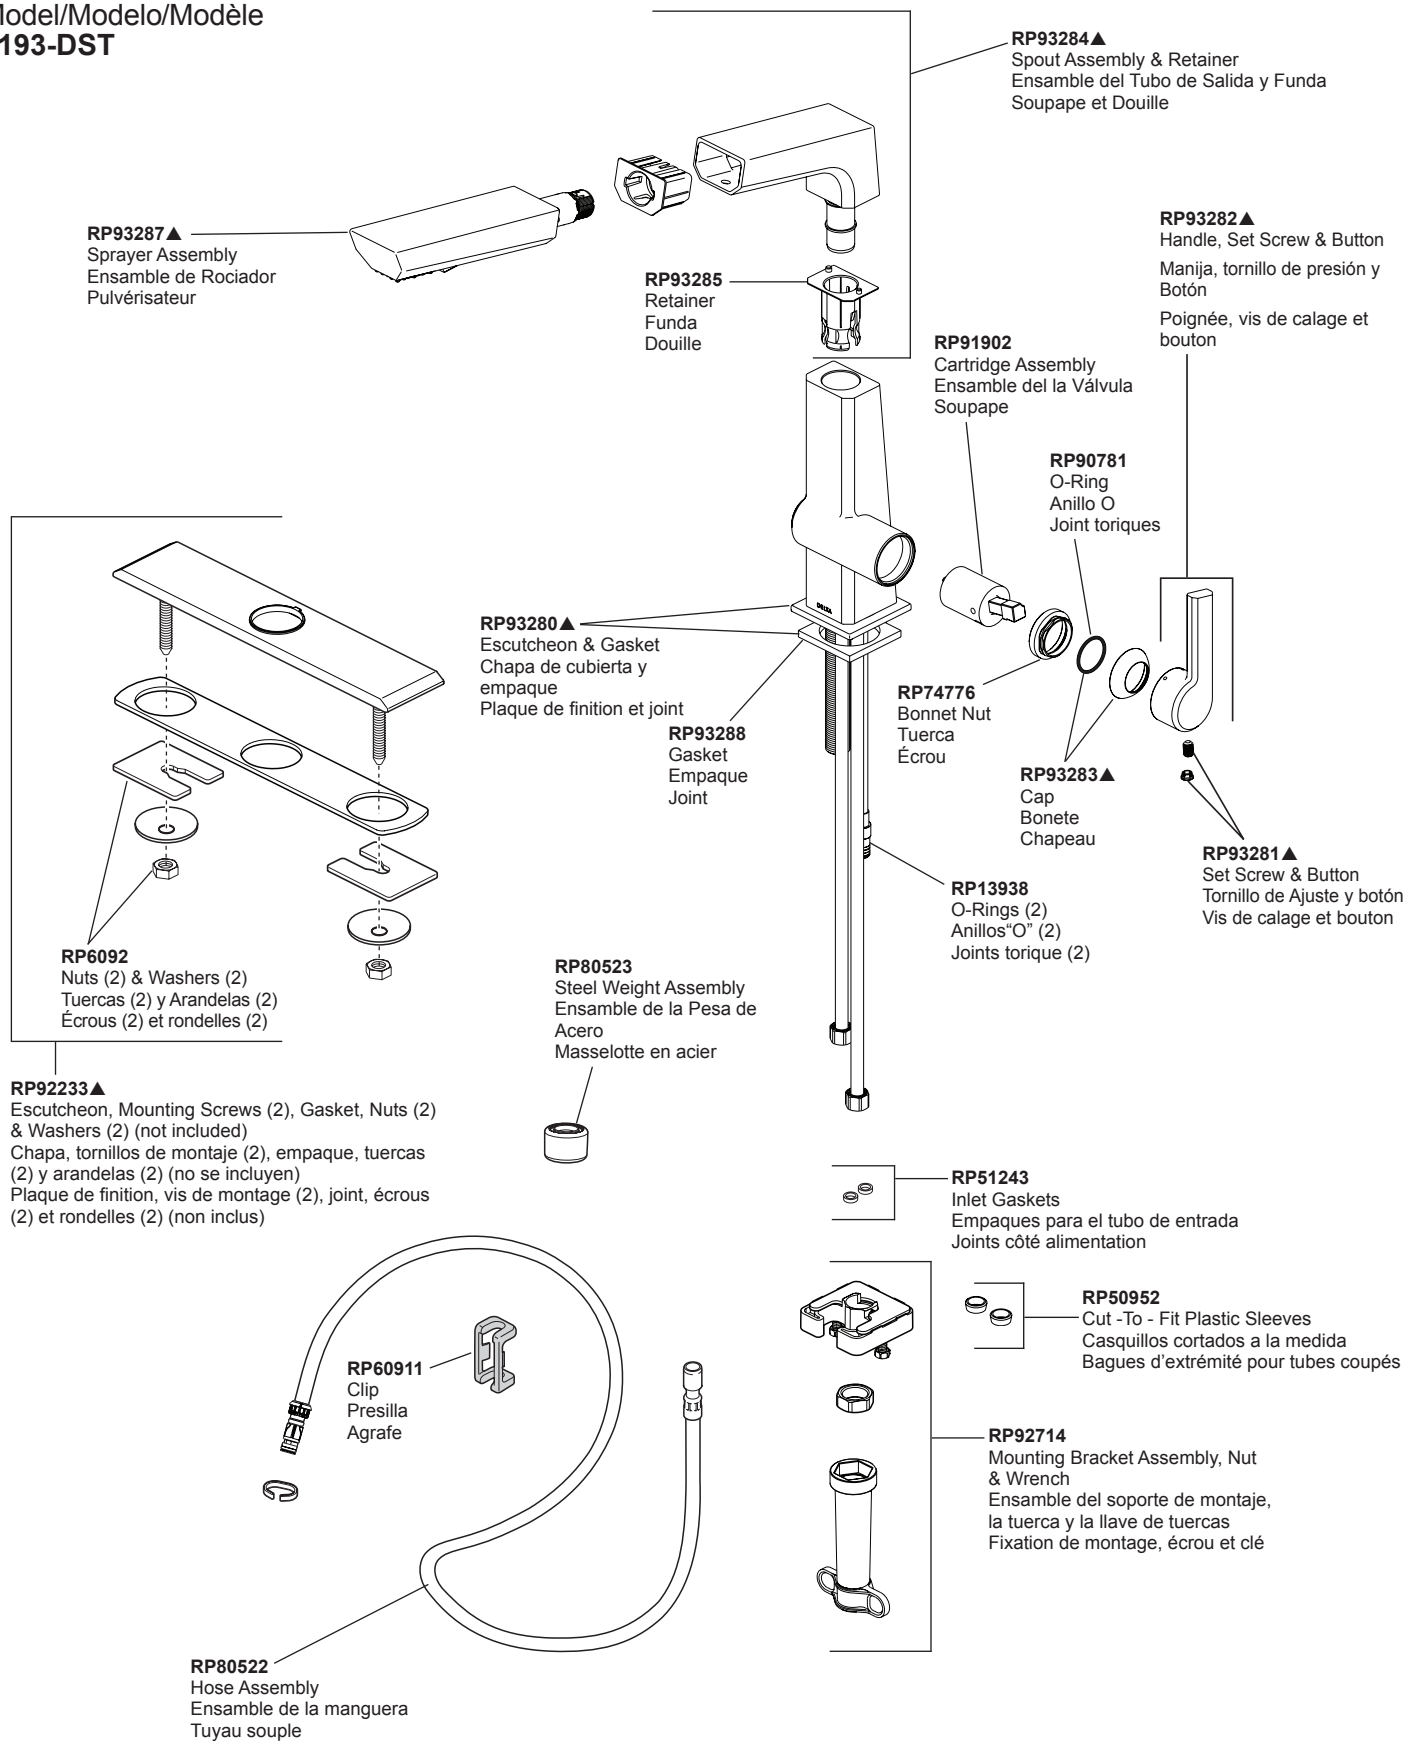 Model/Modelo/Modèle
193-DST
RP93284▲
Spout Assembly & Retainer
Ensamble del Tubo de Salida y Funda
Soupape et Douille
RP93287▲
Sprayer Assembly
Ensamble de Rociador
Pulvérisateur
RP93285
Retainer
Funda
Douille
RP93282▲
Handle, Set Screw & Button
Manija, tornillo de presión y
Botón
Poignée, vis de calage et
bouton
RP91902
Cartridge Assembly
Ensamble del la Válvula
Soupape
RP90781
O-Ring
Anillo O
Joint toriques
DELTA
RP93280▲
Escutcheon & Gasket
Chapa de cubierta y
empaque
Plaque de finition et joint
RP93288
Gasket
Empaque
Joint
RP74776
Bonnet Nut
Tuerca
Écrou
RP93283▲
Cap
Bonete
Chapeau
RP93281▲
Set Screw & Button
Tornillo de Ajuste y botón
Vis de calage et bouton
RP13938
O-Rings (2)
Anillos“O” (2)
Joints torique (2)
RP6092
Nuts (2) & Washers (2)
Tuercas (2) y Arandelas (2)
Écrous (2) et rondelles (2)
RP80523
Steel Weight Assembly
Ensamble de la Pesa de
Acero
Masselotte en acier
RP92233▲
Escutcheon, Mounting Screws (2), Gasket, Nuts (2)
& Washers (2) (not included)
Chapa, tornillos de montaje (2), empaque, tuercas
(2) y arandelas (2) (no se incluyen)
Plaque de finition, vis de montage (2), joint, écrous
(2) et rondelles (2) (non inclus)
RP51243
Inlet Gaskets
Empaques para el tubo de entrada
Joints côté alimentation
RP50952
Cut -To - Fit Plastic Sleeves
Casquillos cortados a la medida
Bagues d’extrémité pour tubes coupés
RP60911
Clip
Presilla
Agrafe
RP92714
Mounting Bracket Assembly, Nut
& Wrench
Ensamble del soporte de montaje,
la tuerca y la llave de tuercas
Fixation de montage, écrou et clé
RP80522
Hose Assembly
Ensamble de la manguera
Tuyau souple